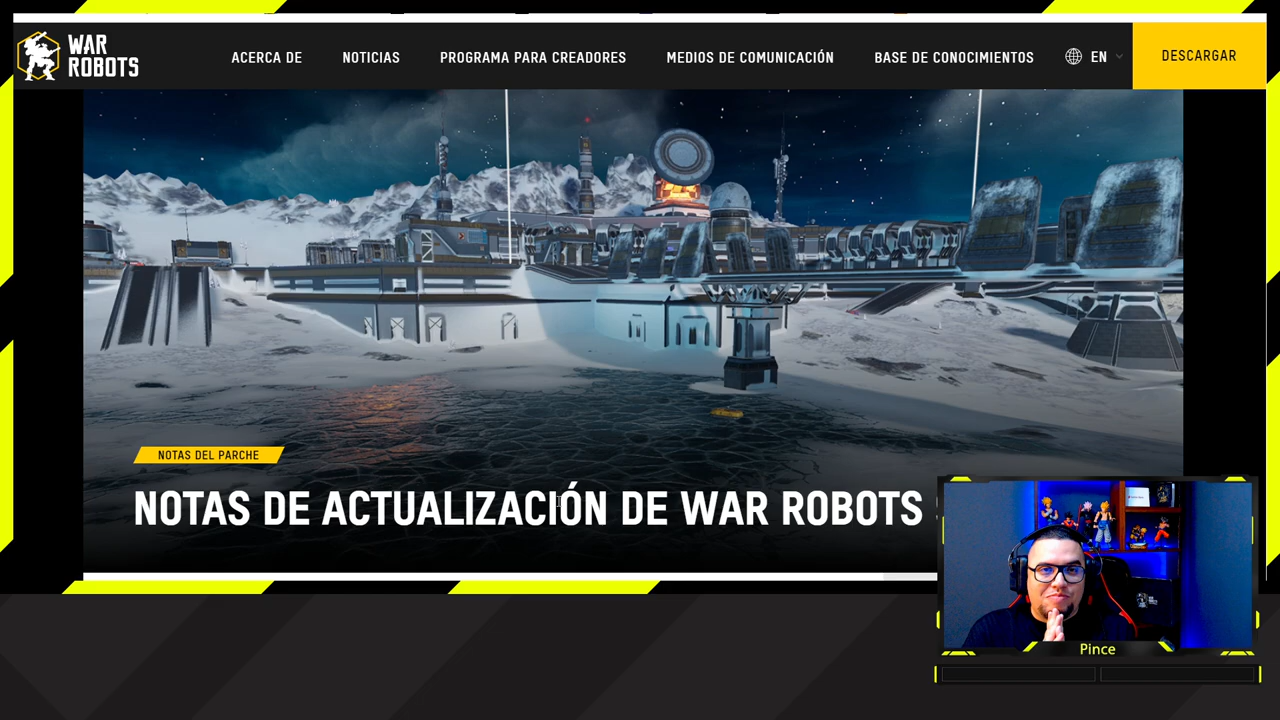 WAR
ROBOTS
ACERCA DE
NOTICIAS
PROGRAMA PARA CREADORES
MEDIOS DE COMUNICACIÓN
BASE DE CONOCIMIENTOS
EN
DESCARGAR
NOTAS DEL PARCHE
NOTAS DE ACTUALIZACIÓN DE WAR ROBOTS
Pince